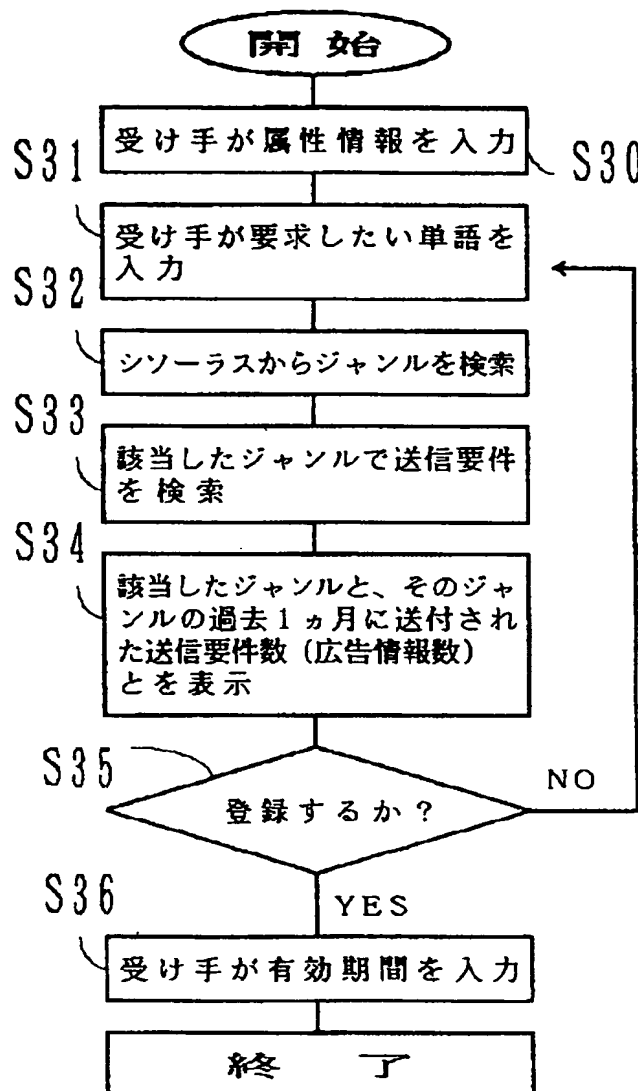 開始
受け手が属性情報を入力
S30
S31
受け手が要求したい単語を
入力
S32
シソーラスからジャンルを検索
S33
該当したジャンルで送信要件
を検索
S34
該当したジャンルと、そのジャ
ンルの過去1ヵ月に送付され
た送信要件数(広告情報数)
とを表示
S35
登録するか?
NO
YES
S36
受け手が有効期間を入力
終了